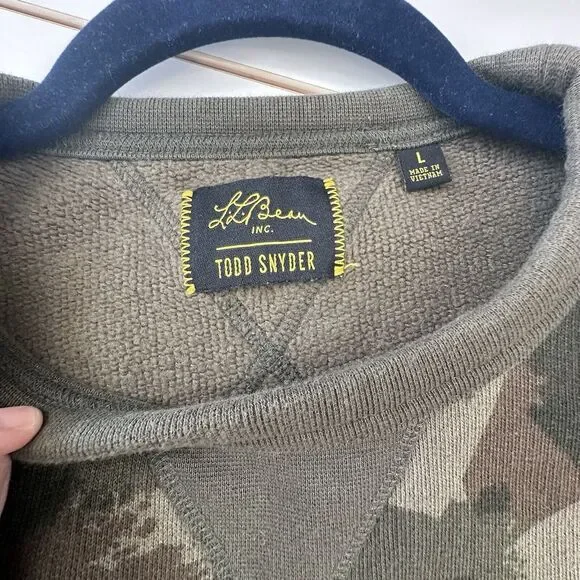 L.L.Bean
INC.
TODD SNYDER
L
MADE IN
VIETNAM